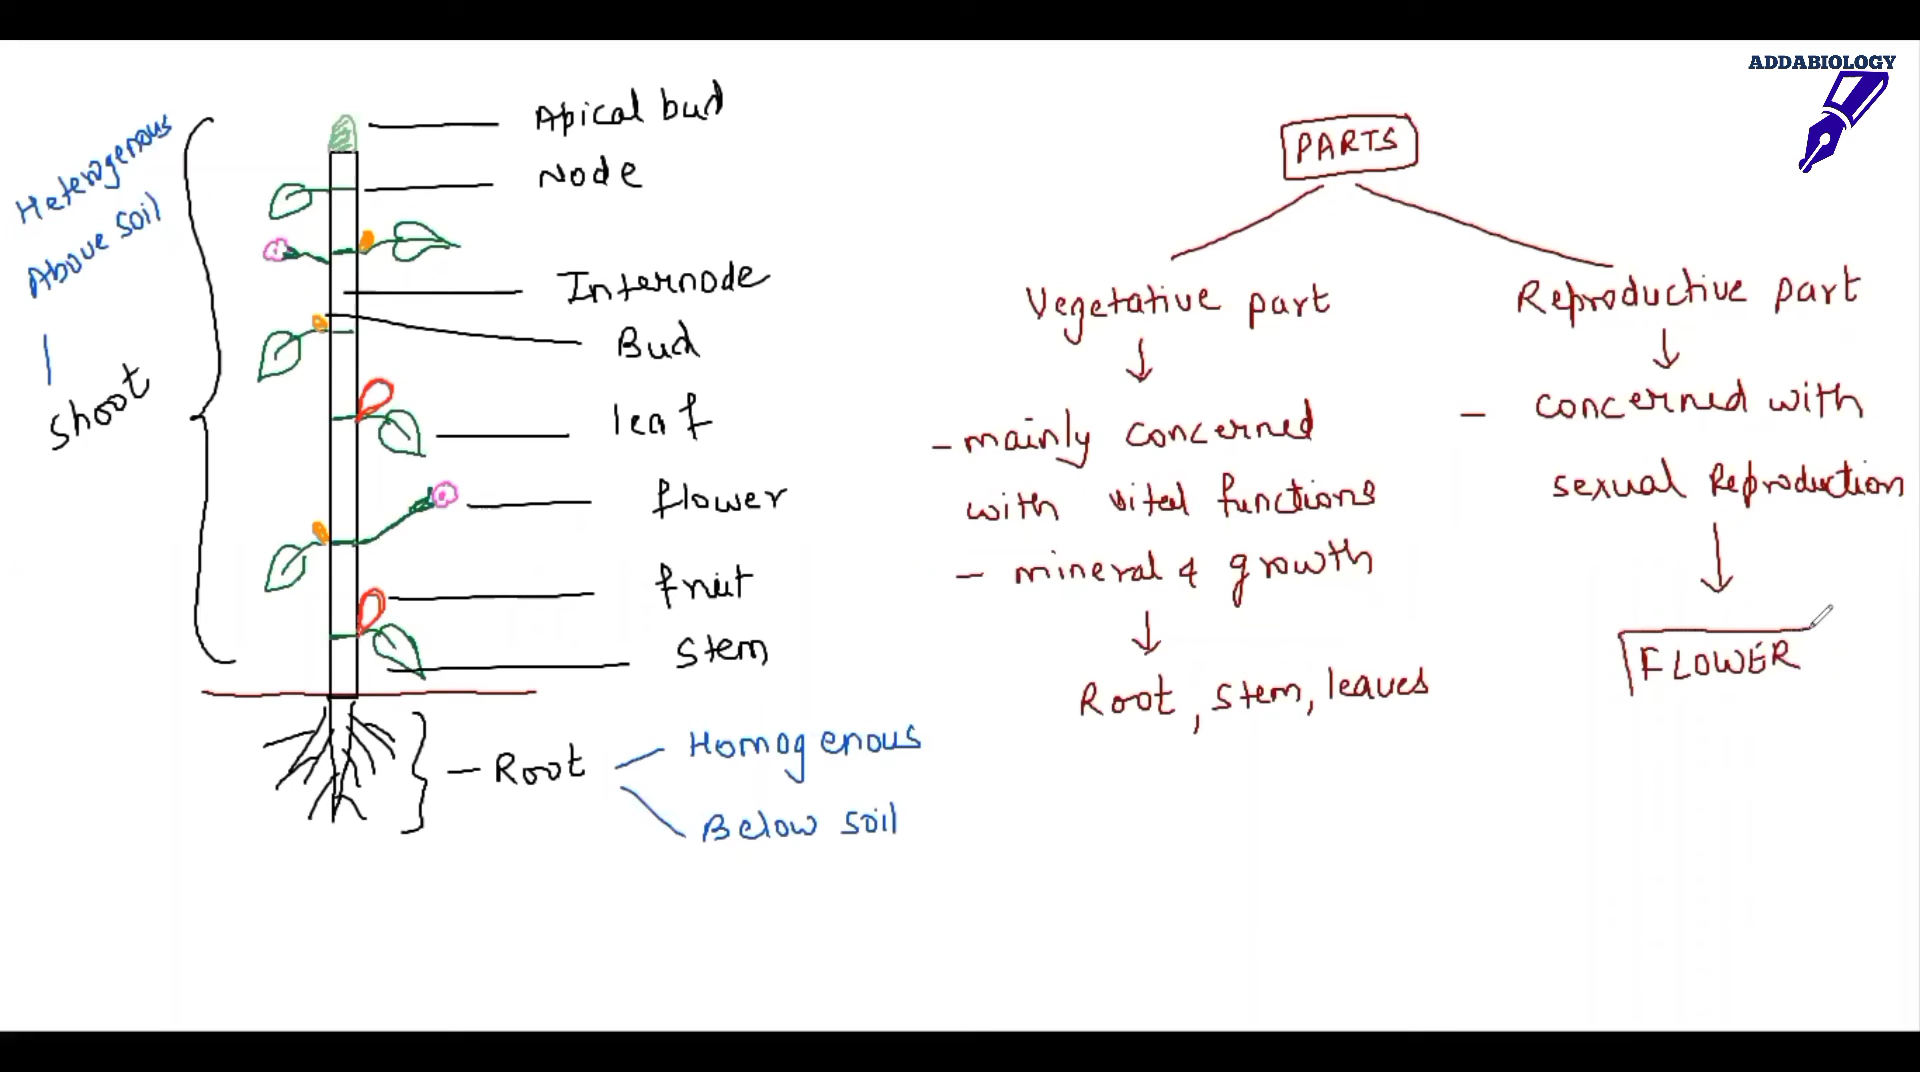 ADDABIOLOGY
Heterogenous
Above soil
Shoot
Apical bud
Node
Internode
Bud
leaf
flower
fruit
stem
Root
Homogenous
Below soil
PARTS
Vegetative part
- mainly concerned
with vital functions
- mineral & growth
Root, stem, leaves
Reproductive part
- concerned with
sexual Reproduction
FLOWER